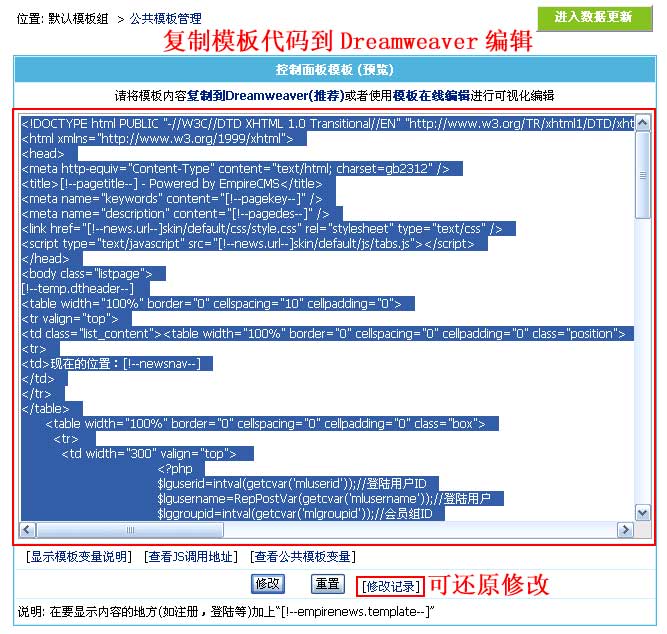 位置: 默认模板组 > 公共模板管理
进入数据更新
复制模板代码到 Dreamweaver 编辑
控制面板模板 (预览)
请将模板内容复制到Dreamweaver(推荐)或者使用模板在线编辑进行可视化编辑
<!DOCTYPE html PUBLIC "-//W3C//DTD XHTML 1.0 Transitional//EN" "http://www.w3.org/TR/xhtml1/DTD/xht
<html xmlns="http://www.w3.org/1999/xhtml">
<head>
<meta http-equiv="Content-Type" content="text/html; charset=gb2312" />
<title>[!--pagetitle--] - Powered by EmpireCMS</title>
<meta name="keywords" content="[!--pagekey--]" />
<meta name="description" content="[!--pagedes--]" />
<link href="[!--news.url--]skin/default/css/style.css" rel="stylesheet" type="text/css" />
<script type="text/javascript" src="[!--news.url--]skin/default/js/tabs.js"></script>
</head>
<body class="listpage">
[!--temp.dtheader--]
<table width="100%" border="0" cellspacing="10" cellpadding="0">
<tr valign="top">
<td class="list_content"><table width="100%" border="0" cellspacing="0" cellpadding="0" class="position">
<tr>
<td>现在的位置：[!--newsnav--]
</td>
</tr>
</table>
<table width="100%" border="0" cellspacing="0" cellpadding="0" class="box">
<tr>
<td width="300" valign="top">
<?php
$lguserid=intval(getcvar('mluserid'));//登陆用户ID
$lgusername=RepPostVar(getcvar('mlusername'));//登陆用户
$lggroupid=intval(getcvar('mlgroupid'));//会员组ID
[显示模板变量说明] [查看JS调用地址] [查看公共模板变量]
修改 重置 [修改记录] 可还原修改
说明: 在要显示内容的地方(如注册，登陆等)加上“[!--empirenews.template--]”